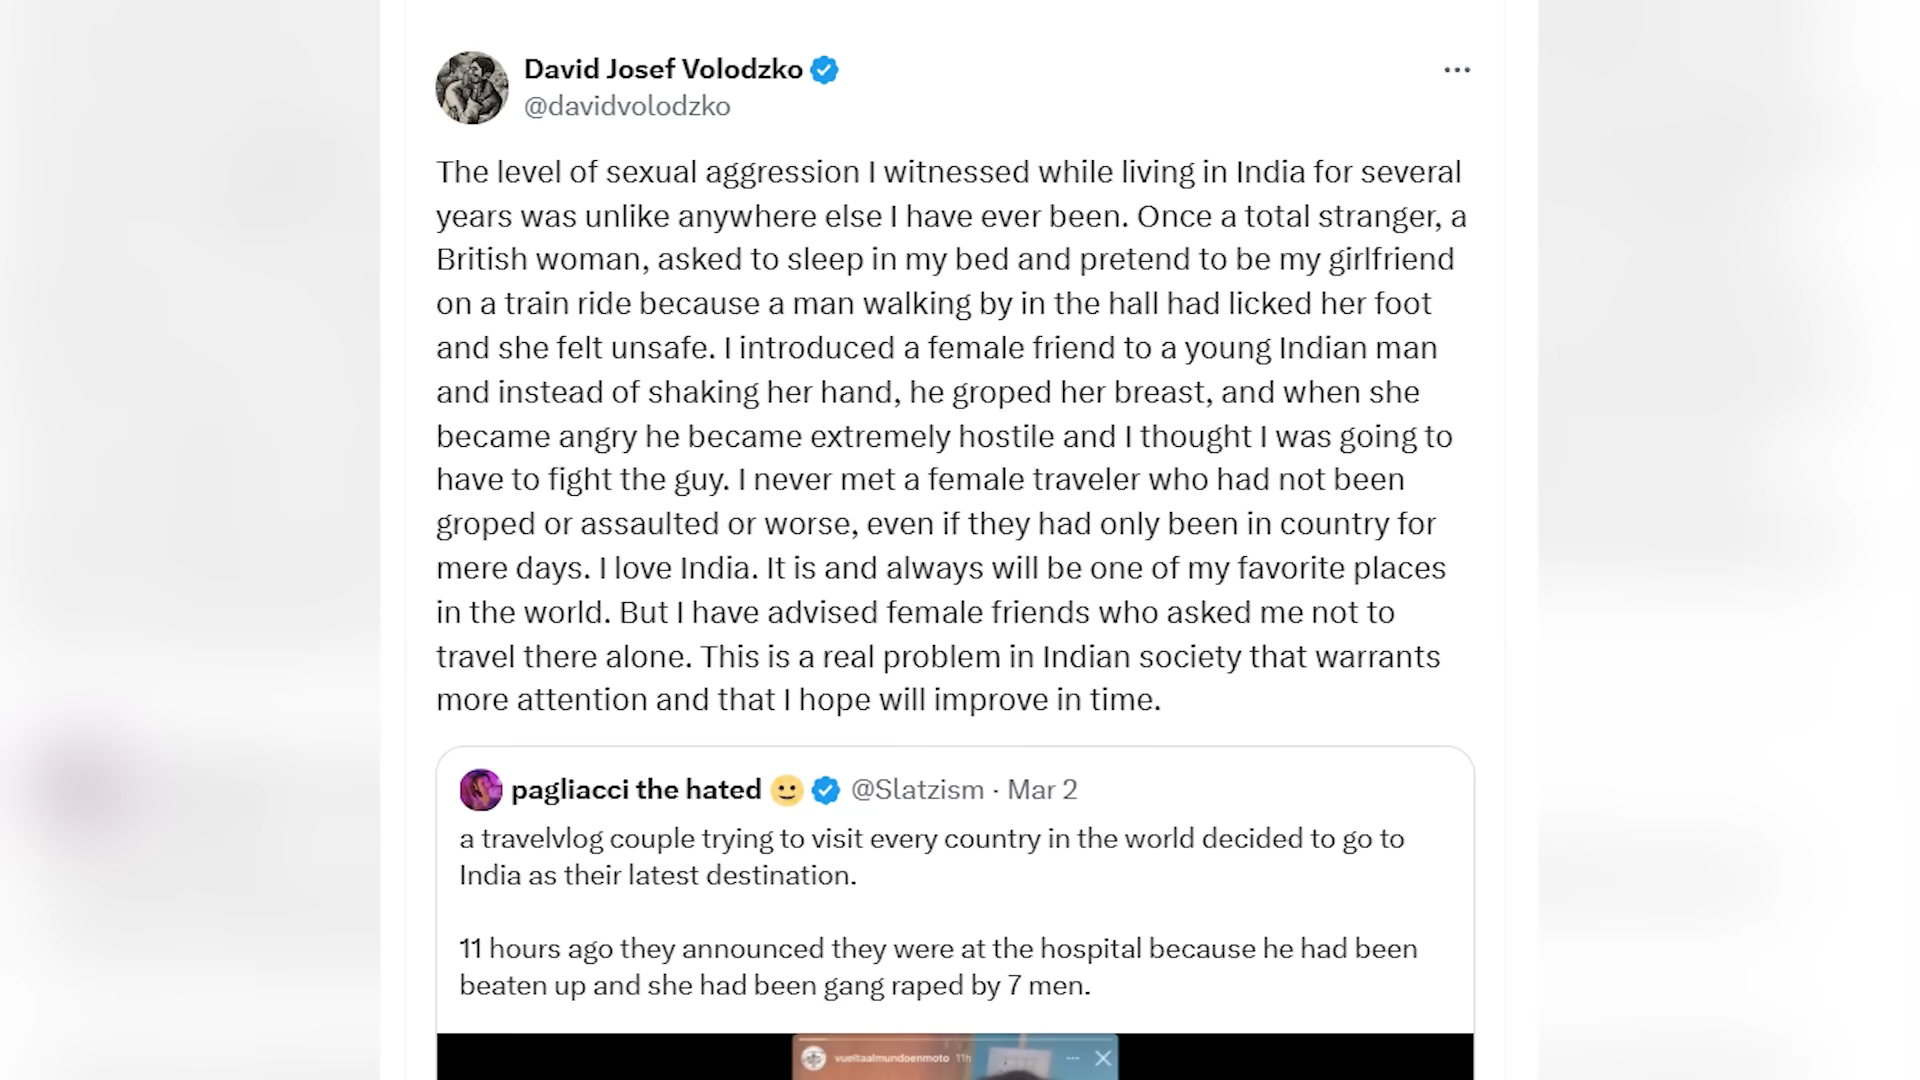 David Josef Volodzko
@davidvolodzko
The level of sexual aggression I witnessed while living in India for several
years was unlike anywhere else I have ever been. Once a total stranger, a
British woman, asked to sleep in my bed and pretend to be my girlfriend
on a train ride because a man walking by in the hall had licked her foot
and she felt unsafe. I introduced a female friend to a young Indian man
and instead of shaking her hand, he groped her breast, and when she
became angry he became extremely hostile and I thought I was going to
have to fight the guy. I never met a female traveler who had not been
groped or assaulted or worse, even if they had only been in country for
mere days. I love India. It is and always will be one of my favorite places
in the world. But I have advised female friends who asked me not to
travel there alone. This is a real problem in Indian society that warrants
more attention and that I hope will improve in time.
pagliacci the hated 🙂 @Slatzism · Mar 2
a travelvlog couple trying to visit every country in the world decided to go to
India as their latest destination.
11 hours ago they announced they were at the hospital because he had been
beaten up and she had been gang raped by 7 men.
vueltaalmundoenmoto 11h